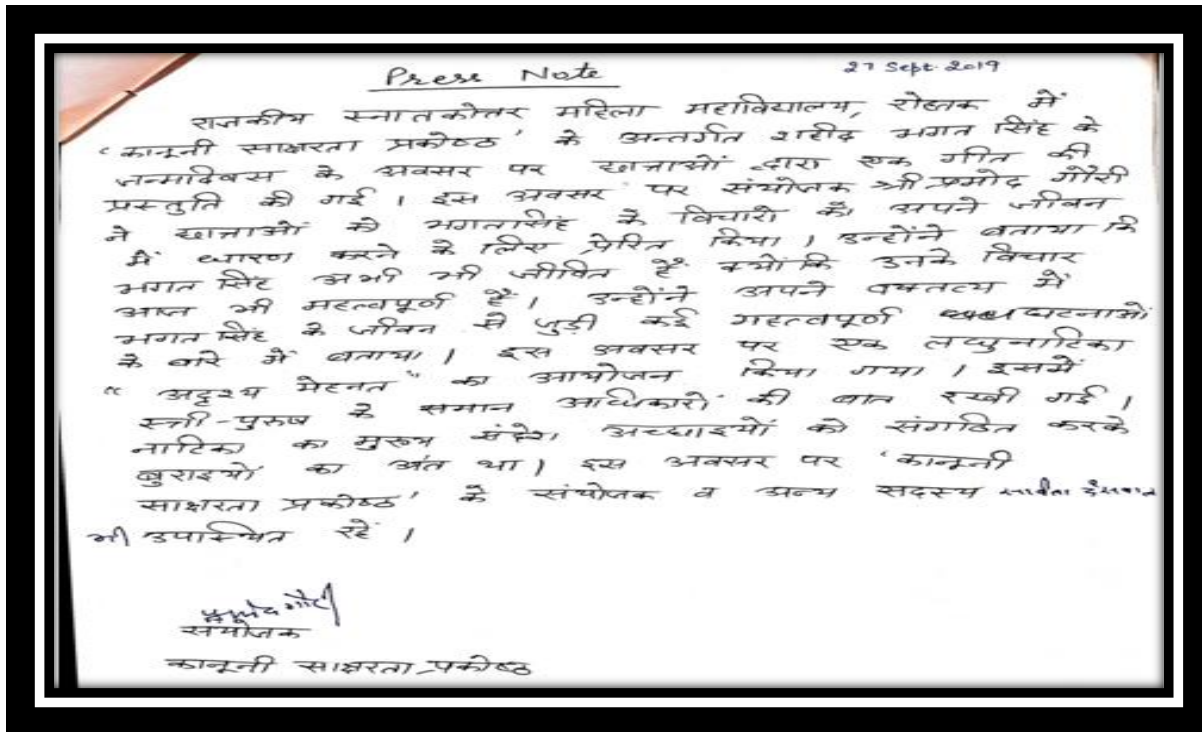 Press Note
27 Sept. 2019
राजकीय स्नातकोत्तर महिला महाविद्यालय, रोहतक में
'कानूनी साक्षरता प्रकोष्ठ' के अन्तर्गत शहीद भगत सिंह के
जन्मदिवस के अवसर पर छात्राओं द्वारा एक गीत की
प्रस्तुति की गई । इस अवसर पर संयोजक श्री प्रमोद गौरी
ने छात्राओं को भगतसिंह के विचारों को अपने जीवन
में धारण करने के लिए प्रेरित किया । उन्होंने बताया कि
भगत सिंह अभी भी जीवित हैं क्योंकि उनके विचार
आज भी महत्वपूर्ण हैं । उन्होंने अपने वक्तव्य में
भगत सिंह के जीवन से जुड़ी कई महत्वपूर्ण घटनाओं
के बारे में बताया । इस अवसर पर एक लघुनाटिका
" अदृश्य मेहनत " का आयोजन किया गया । इसमें
स्त्री-पुरुष के समान अधिकारों की बात रखी गई ।
नाटिका का मुख्य संदेश अच्छाइयों को संगठित करके
बुराइयों का अंत था । इस अवसर पर 'कानूनी
साक्षरता प्रकोष्ठ' के संयोजक व अन्य सदस्य
भी उपस्थित रहें ।
संयोजक
कानूनी साक्षरता प्रकोष्ठ